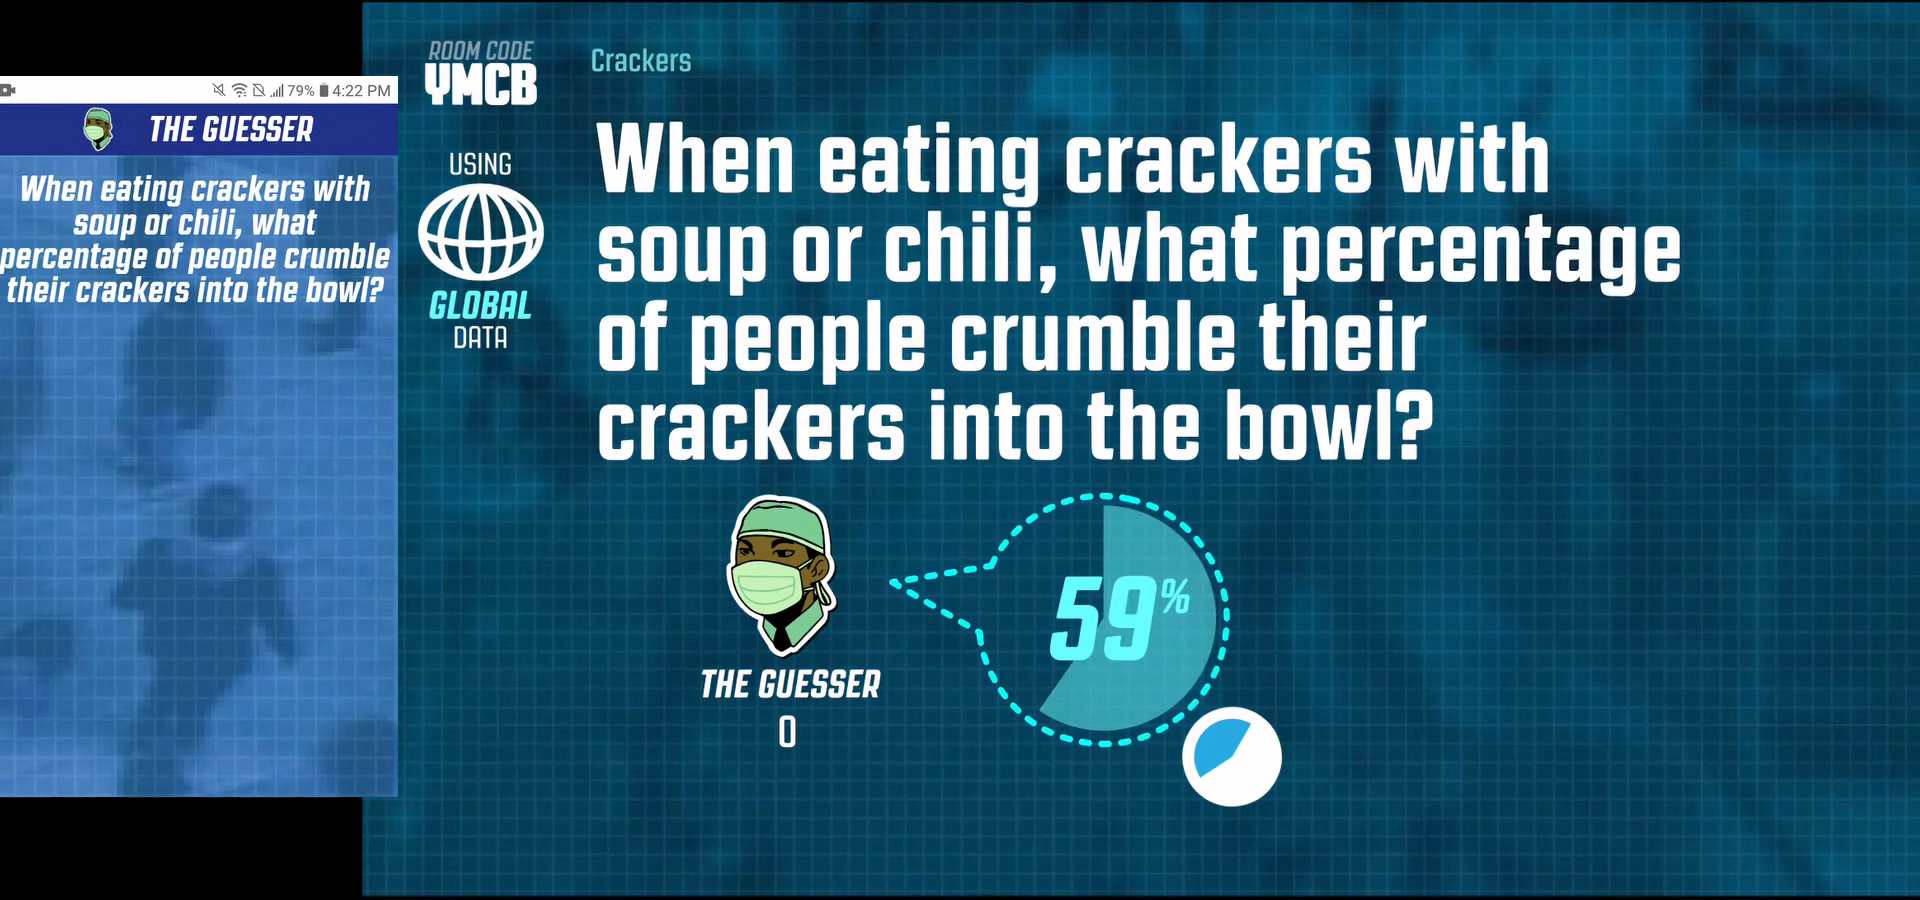 79% 4:22 PM
THE GUESSER
When eating crackers with
soup or chili, what
percentage of people crumble
their crackers into the bowl?
ROOM CODE
YMCB
USING
GLOBAL
DATA
Crackers
When eating crackers with
soup or chili, what percentage
of people crumble their
crackers into the bowl?
59%
THE GUESSER
0